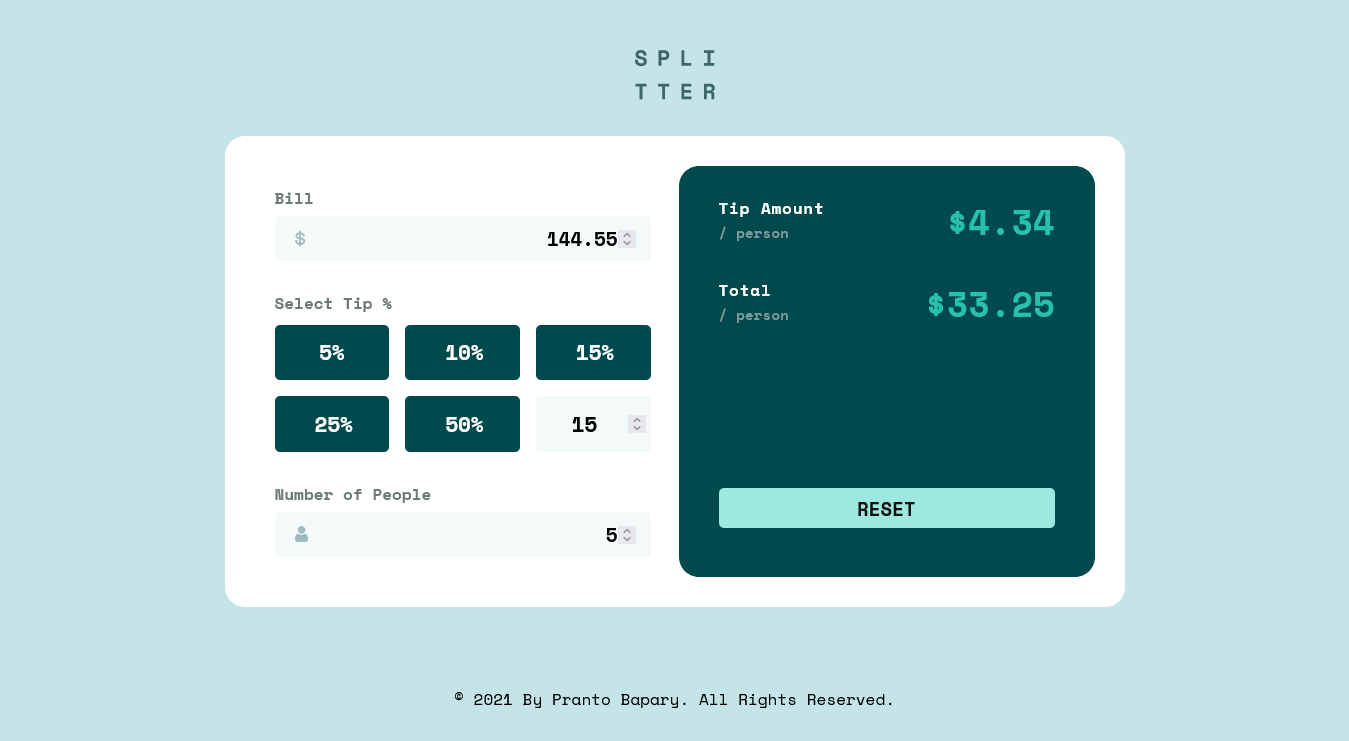 SPLI
TTER
Bill
$ 144.55
Select Tip %
5% 10% 15%
25% 50% 15
Number of People
5
Tip Amount
/ person
$4.34
Total
/ person
$33.25
RESET
© 2021 By Pranto Bapary. All Rights Reserved.